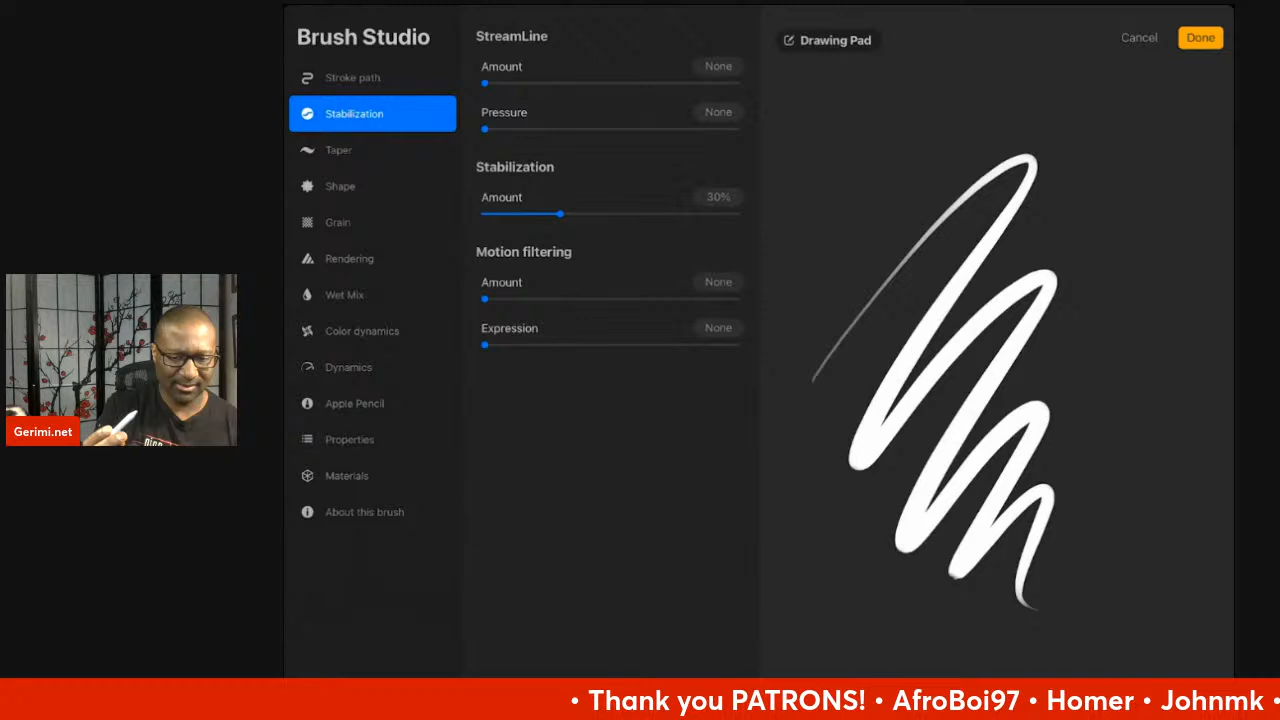 Brush Studio
Stroke path
Stabilization
Taper
Shape
Grain
Rendering
Wet Mix
Color dynamics
Dynamics
Apple Pencil
Properties
Materials
About this brush
StreamLine
Amount None
Pressure None
Stabilization
Amount 30%
Motion filtering
Amount None
Expression None
Drawing Pad
Cancel
Done
Gerimi.net
• Thank you PATRONS! • AfroBoi97 • Homer • Johnmk •